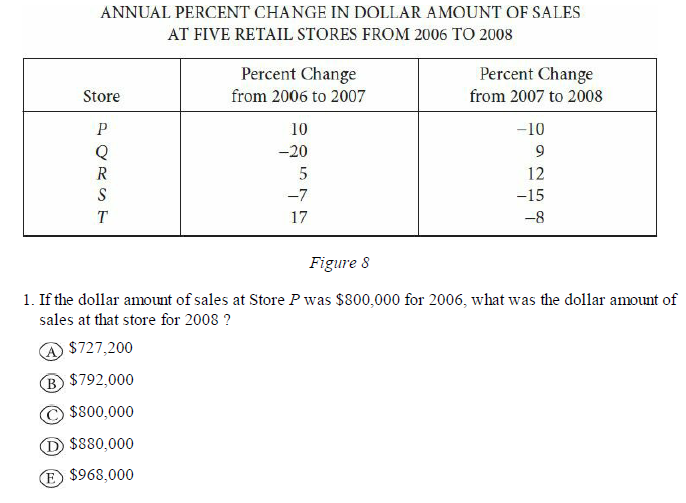 ANNUAL PERCENT CHANGE IN DOLLAR AMOUNT OF SALES
AT FIVE RETAIL STORES FROM 2006 TO 2008
Store Percent Change from 2006 to 2007 Percent Change from 2007 to 2008
P 10 −10
Q −20 9
R 5 12
S −7 −15
T 17 −8
Figure 8
1. If the dollar amount of sales at Store P was $800,000 for 2006, what was the dollar amount of
sales at that store for 2008 ?
A $727,200
B $792,000
C $800,000
D $880,000
E $968,000